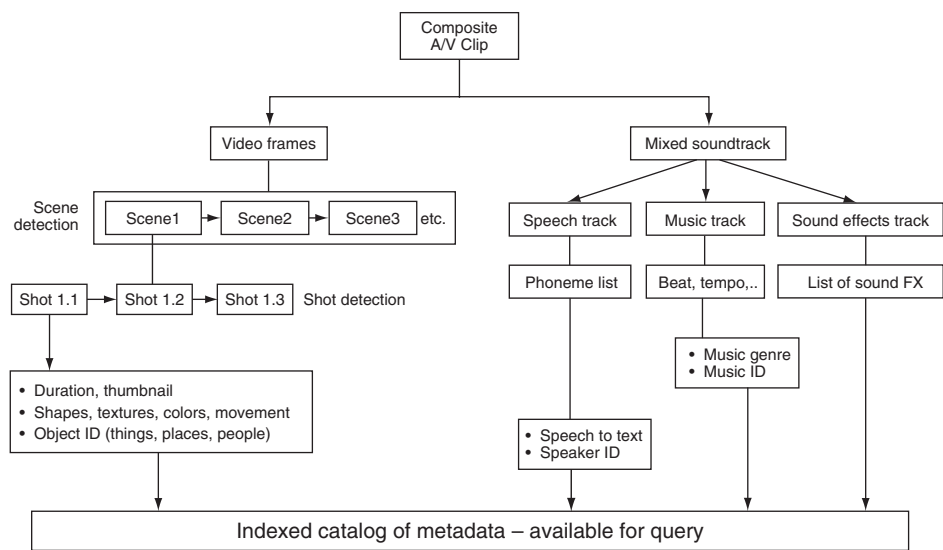 Composite
A/V Clip
Video frames
Mixed soundtrack
Scene
detection
Scene1
Scene2
Scene3
etc.
Speech track
Music track
Sound effects track
Shot 1.1
Shot 1.2
Shot 1.3
Shot detection
Phoneme list
Beat, tempo,..
List of sound FX
• Music genre
• Music ID
• Duration, thumbnail
• Shapes, textures, colors, movement
• Object ID (things, places, people)
• Speech to text
• Speaker ID
Indexed catalog of metadata – available for query